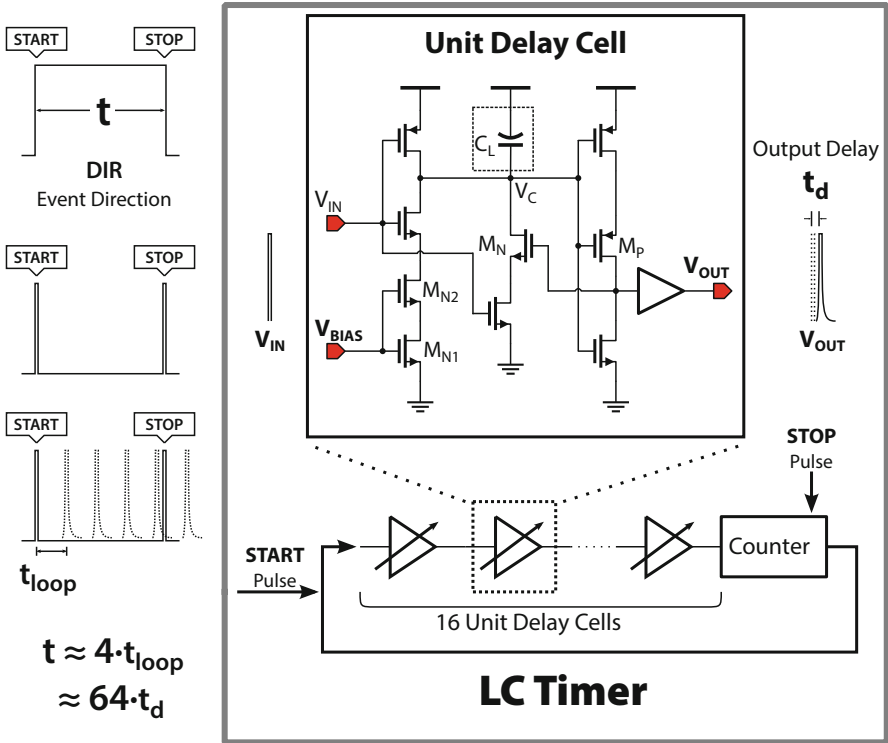 START STOP
t
DIR
Event Direction
START STOP
START STOP
t_loop
t ≈ 4·t_loop
≈ 64·t_d
Unit Delay Cell
C_L
V_C
V_IN
M_N
M_P
M_N2
V_OUT
V_BIAS
M_N1
V_IN
Output Delay
t_d
V_OUT
STOP
Pulse
START
Pulse
Counter
16 Unit Delay Cells
LC Timer